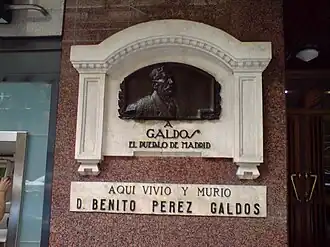 A
GALDOS
EL PUEBLO DE MADRID
AQUI VIVIO Y MURIO
D. BENITO PEREZ GALDOS